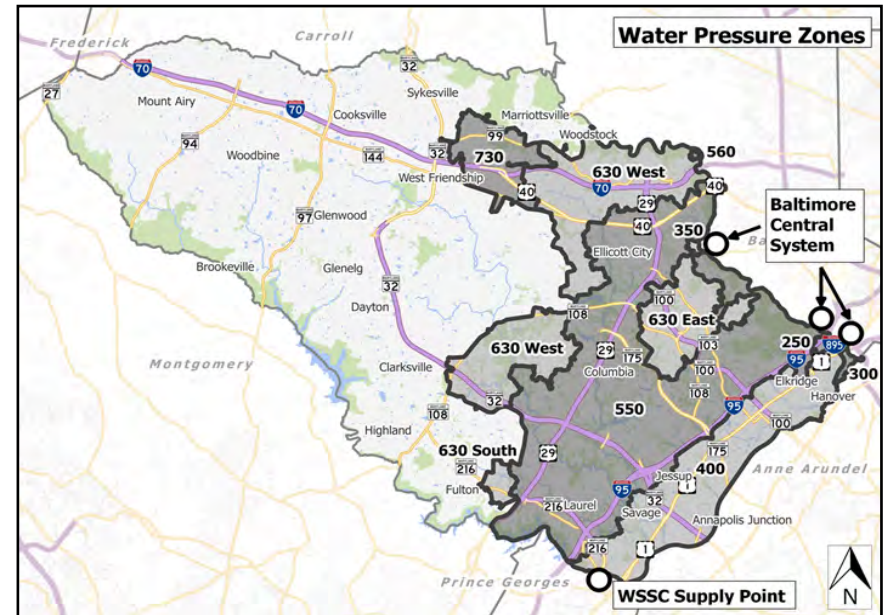 Water Pressure Zones
Frederick
Carroll
70
32
27
Mount Airy
Sykesville
70
Cooksville
Marriottsville
99
Woodstock
94
144
32
730
560
Woodbine
West Friendship
630 West
40
70
40
29
97
Glenwood
40
350
Baltimore
Central
System
Ba
Ellicott City
Brookeville
Glenelg
32
Dayton
108
100
630 East
630 West
29
175
103
250
895
95
1
300
Montgomery
Clarksville
Columbia
100
Elkridge
Hanover
32
108
550
95
108
100
Highland
630 South
29
175
216
400
Anne Arundel
Fulton
Jessup
1
95
32
216
Laurel
Savage
Annapolis Junction
216
1
Prince Georges
WSSC Supply Point
N